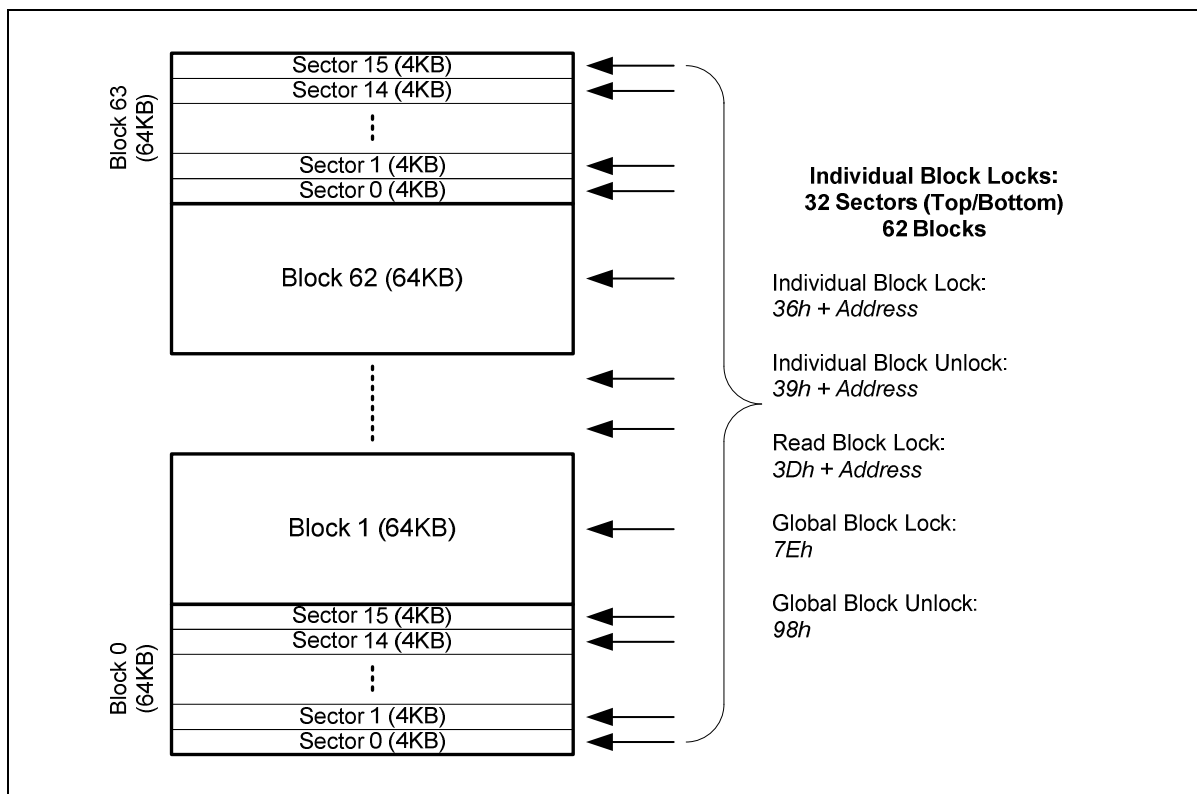 Block 63
(64KB)
Sector 15 (4KB)
Sector 14 (4KB)
Sector 1 (4KB)
Sector 0 (4KB)
Block 62 (64KB)
Block 1 (64KB)
Block 0
(64KB)
Sector 15 (4KB)
Sector 14 (4KB)
Sector 1 (4KB)
Sector 0 (4KB)
Individual Block Locks:
32 Sectors (Top/Bottom)
62 Blocks
Individual Block Lock:
36h + Address
Individual Block Unlock:
39h + Address
Read Block Lock:
3Dh + Address
Global Block Lock:
7Eh
Global Block Unlock:
98h